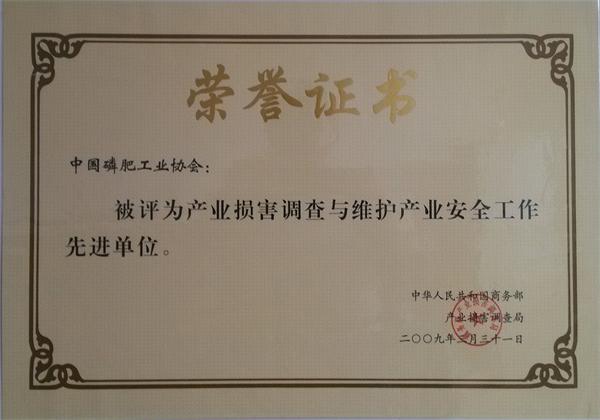 荣誉证书
中国磷肥工业协会:
被评为产业损害调查与维护产业安全工作
先进单位。
中华人民共和国商务部
产业损害调查局
二〇〇九年三月三十一日